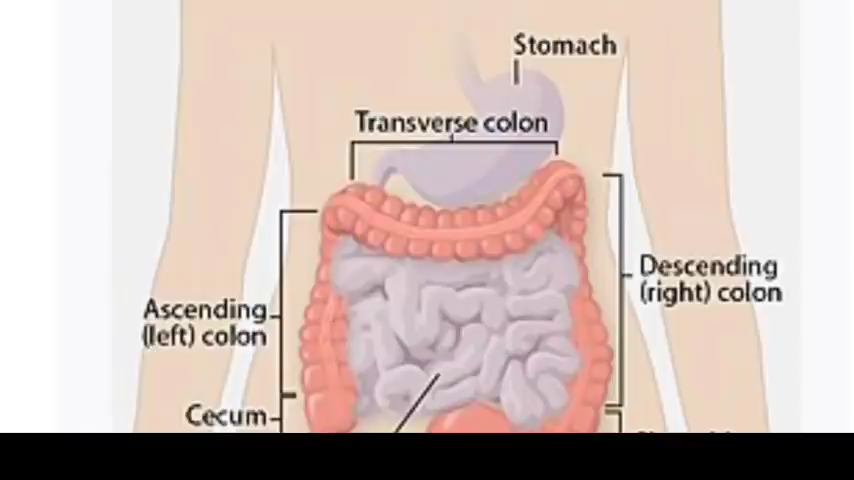 Stomach
Transverse colon
Descending
(right) colon
Ascending
(left) colon
Cecum